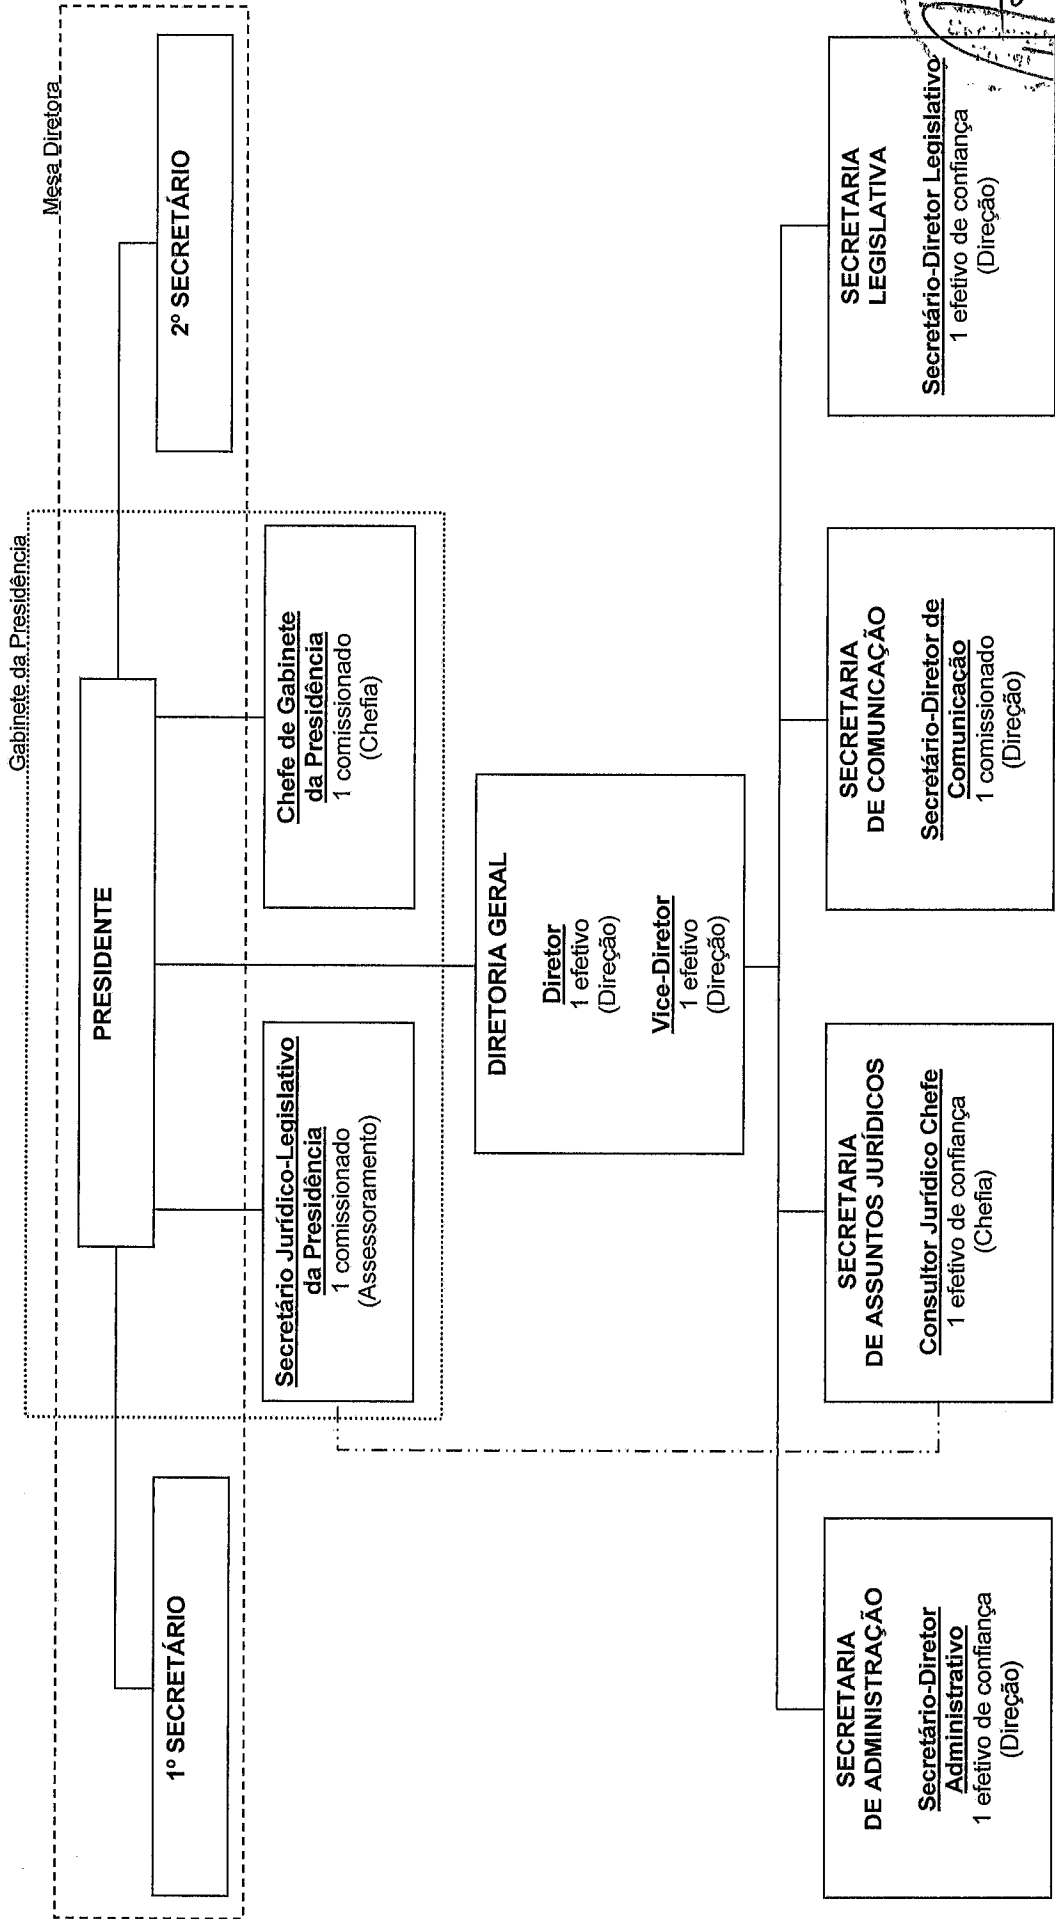 Gabinete da Presidência
Mesa Diretora
PRESIDENTE
1º SECRETÁRIO
2º SECRETÁRIO
Secretário Jurídico-Legislativo
da Presidência
1 comissionado
(Assessoramento)
Chefe de Gabinete
da Presidência
1 comissionado
(Chefia)
DIRETORIA GERAL
Diretor
1 efetivo
(Direção)
Vice-Diretor
1 efetivo
(Direção)
SECRETARIA
DE ADMINISTRAÇÃO
Secretário-Diretor
Administrativo
1 efetivo de confiança
(Direção)
SECRETARIA
DE ASSUNTOS JURÍDICOS
Consultor Jurídico Chefe
1 efetivo de confiança
(Chefia)
SECRETARIA
DE COMUNICAÇÃO
Secretário-Diretor de
Comunicação
1 comissionado
(Direção)
SECRETARIA
LEGISLATIVA
Secretário-Diretor Legislativo
1 efetivo de confiança
(Direção)